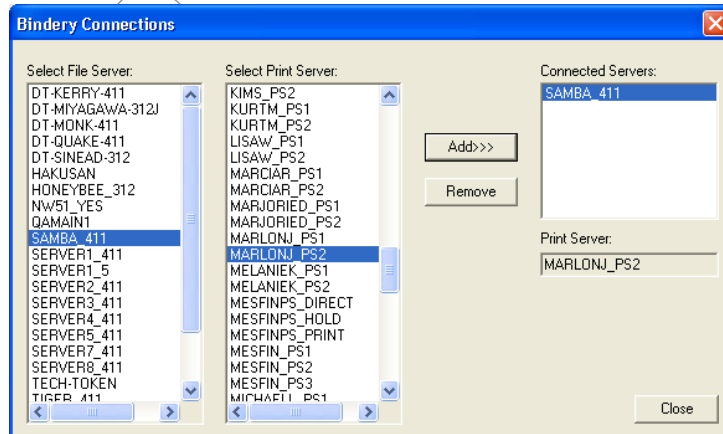 Bindery Connections
Select File Server:
DT-KERRY-411
DT-MIYAGAWA-312J
DT-MONK-411
DT-QUAKE-411
DT-SINEAD-312
HAKUSAN
HONEYBEE_312
NW51_YES
QAMAIN1
SAMBA_411
SERVER1_411
SERVER1_5
SERVER2_411
SERVER3_411
SERVER4_411
SERVER5_411
SERVER7_411
SERVER8_411
TECH-TOKEN
TIGER_411
Select Print Server:
KIMS_PS2
KURTM_PS1
KURTM_PS2
LISAW_PS1
LISAW_PS2
MARCIAR_PS1
MARCIAR_PS2
MARJORIED_PS1
MARJORIED_PS2
MARLONJ_PS1
MARLONJ_PS2
MELANIEK_PS1
MELANIEK_PS2
MESFINPS_DIRECT
MESFINPS_HOLD
MESFINPS_PRINT
MESFIN_PS1
MESFIN_PS2
MESFIN_PS3
Add>>>
Remove
Connected Servers:
SAMBA_411
Print Server:
MARLONJ_PS2
Close